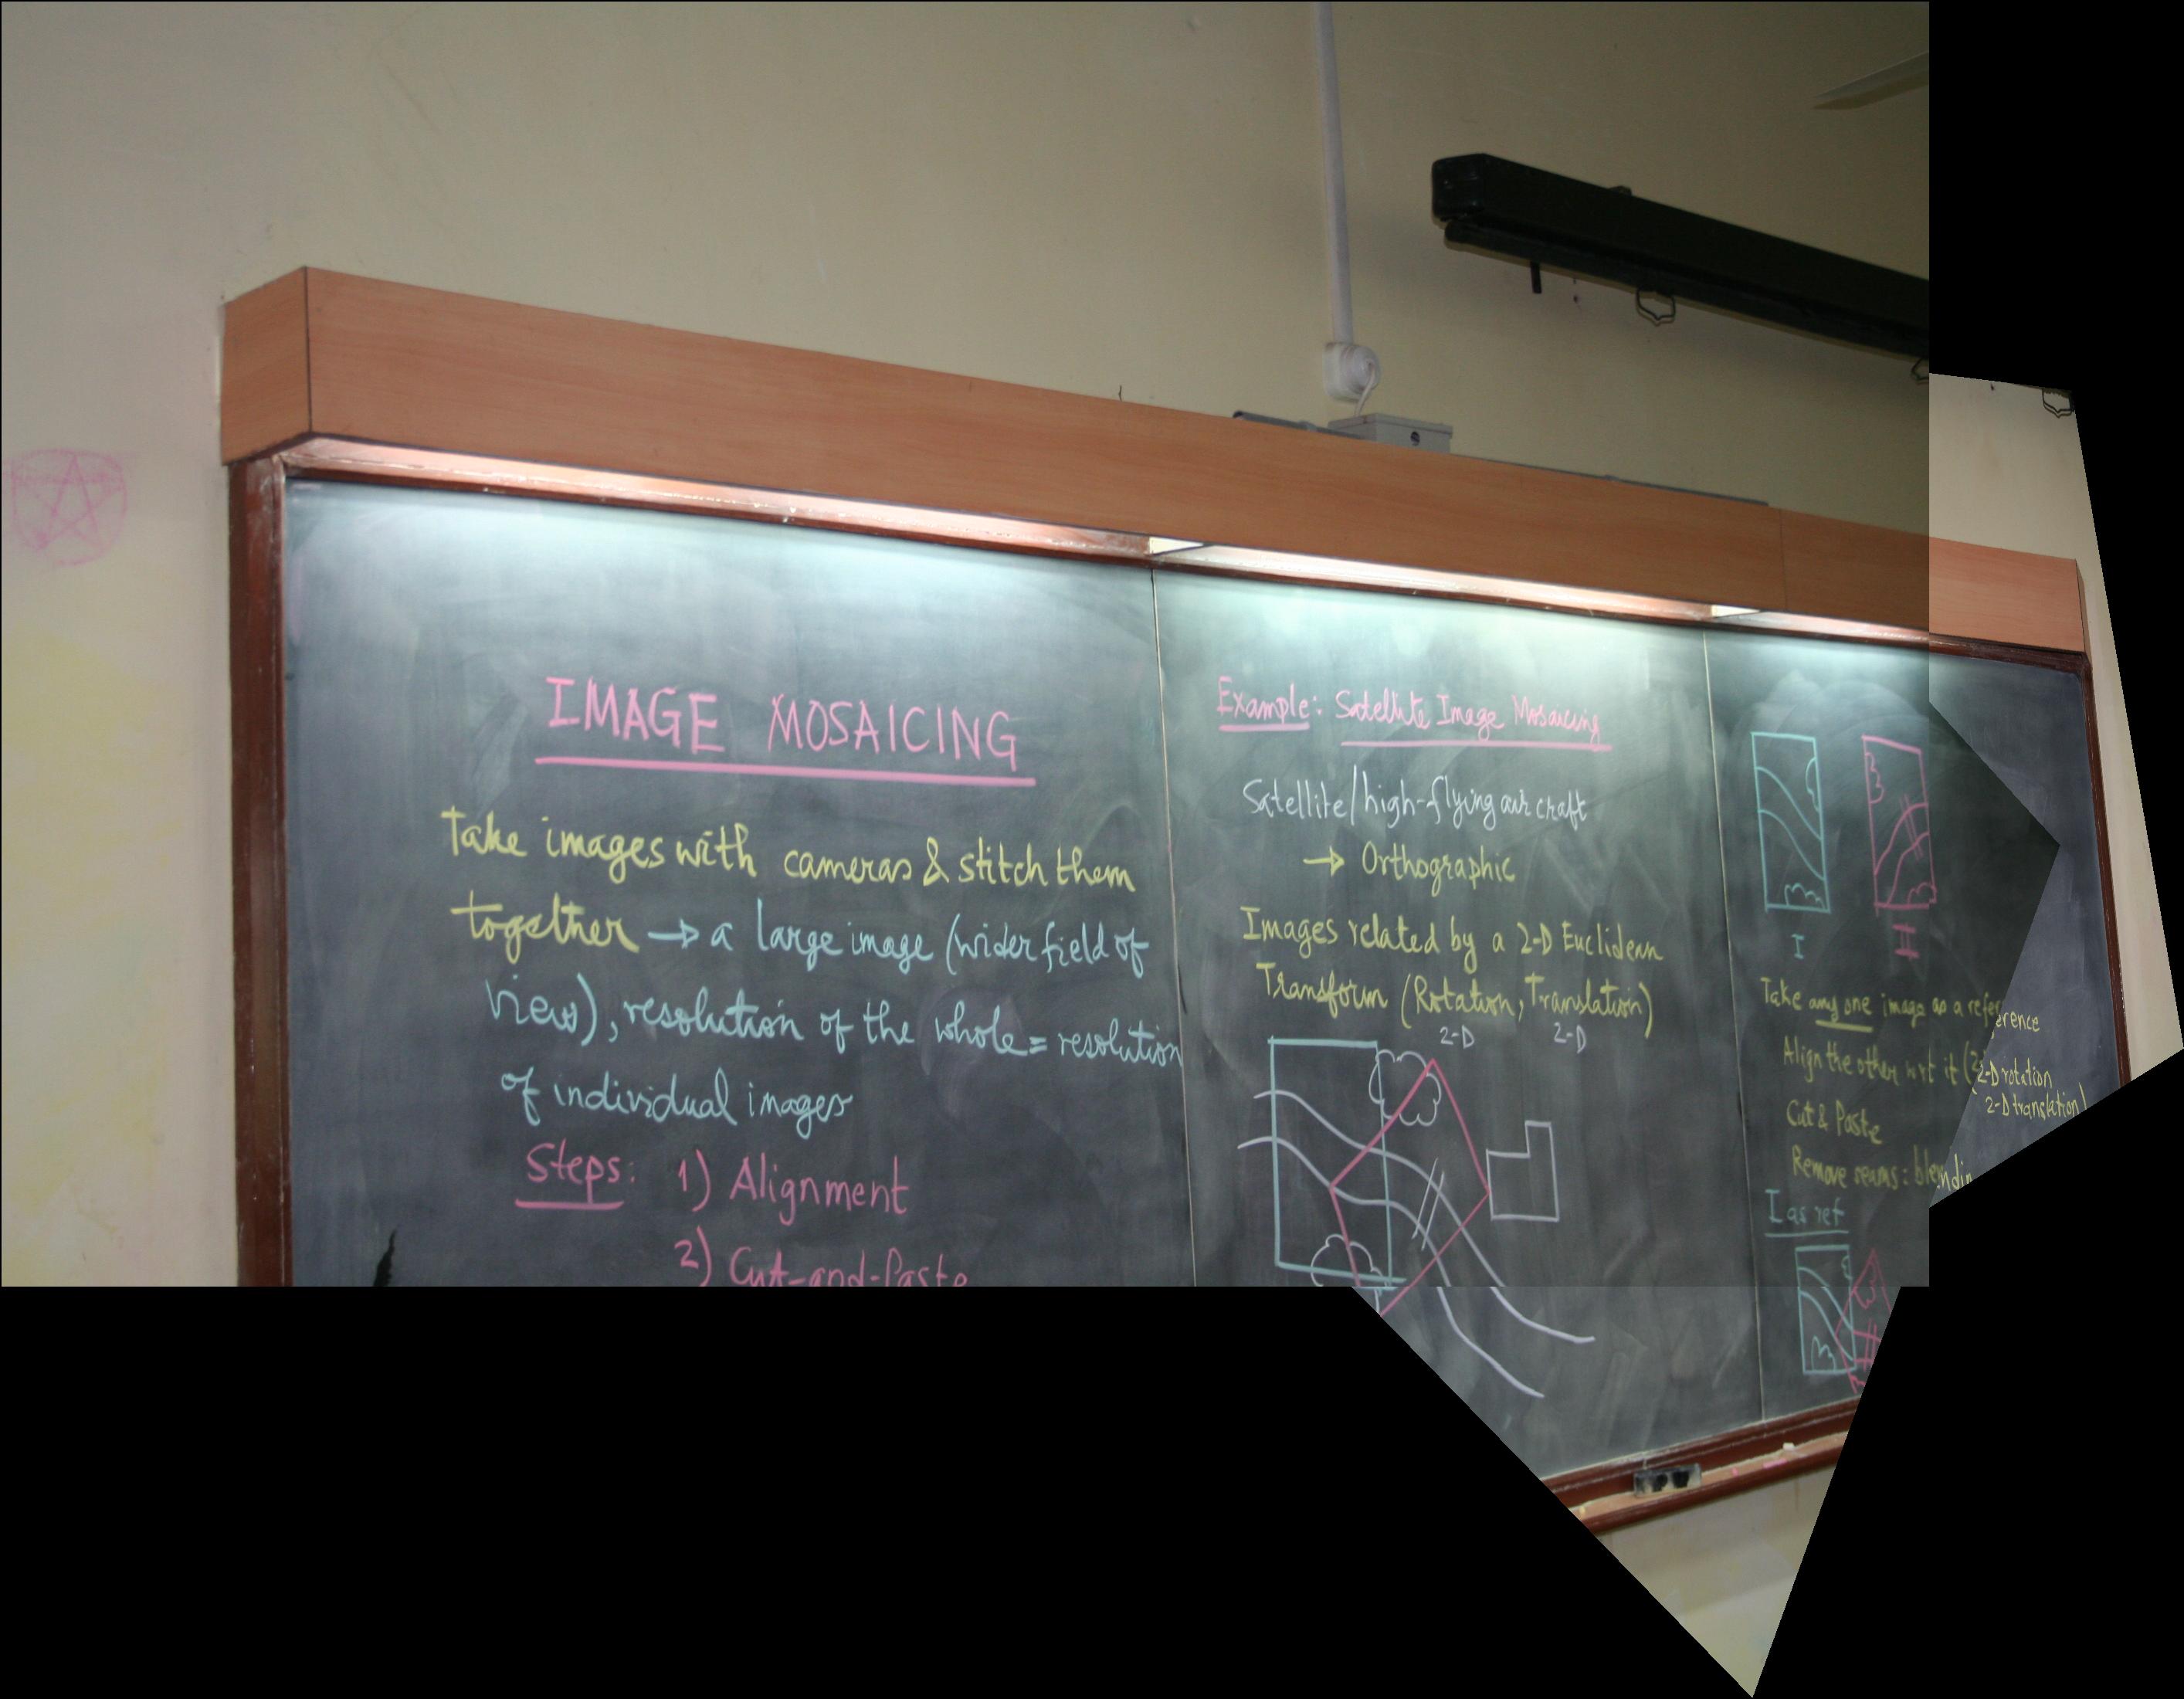 IMAGE MOSAICING
Take images with cameras & stitch them
together → a large image (wider field of
view), resolution of the whole = resolution
of individual images
Steps: 1) Alignment
2) Cut-and-Paste
Example: Satellite Image Mosaicing
Satellite/high-flying air craft
→ Orthographic
Images related by a 2-D Euclidean
Transform (Rotation, Translation)
2-D 2-D
I II
Take any one image as a reference
Align the other wrt it (2-D rotation
2-D translation)
Cut & Paste
Remove seams: blendin
I as ref